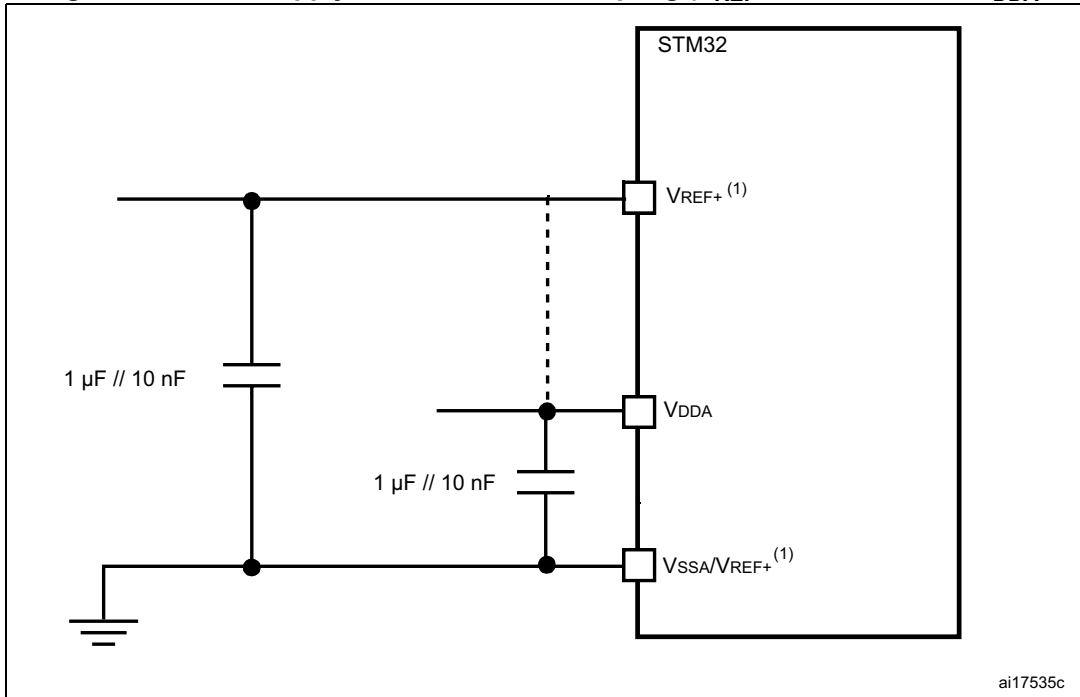 STM32
VREF+ (1)
1 µF // 10 nF
VDDA
1 µF // 10 nF
VSSA/VREF+ (1)
ai17535c